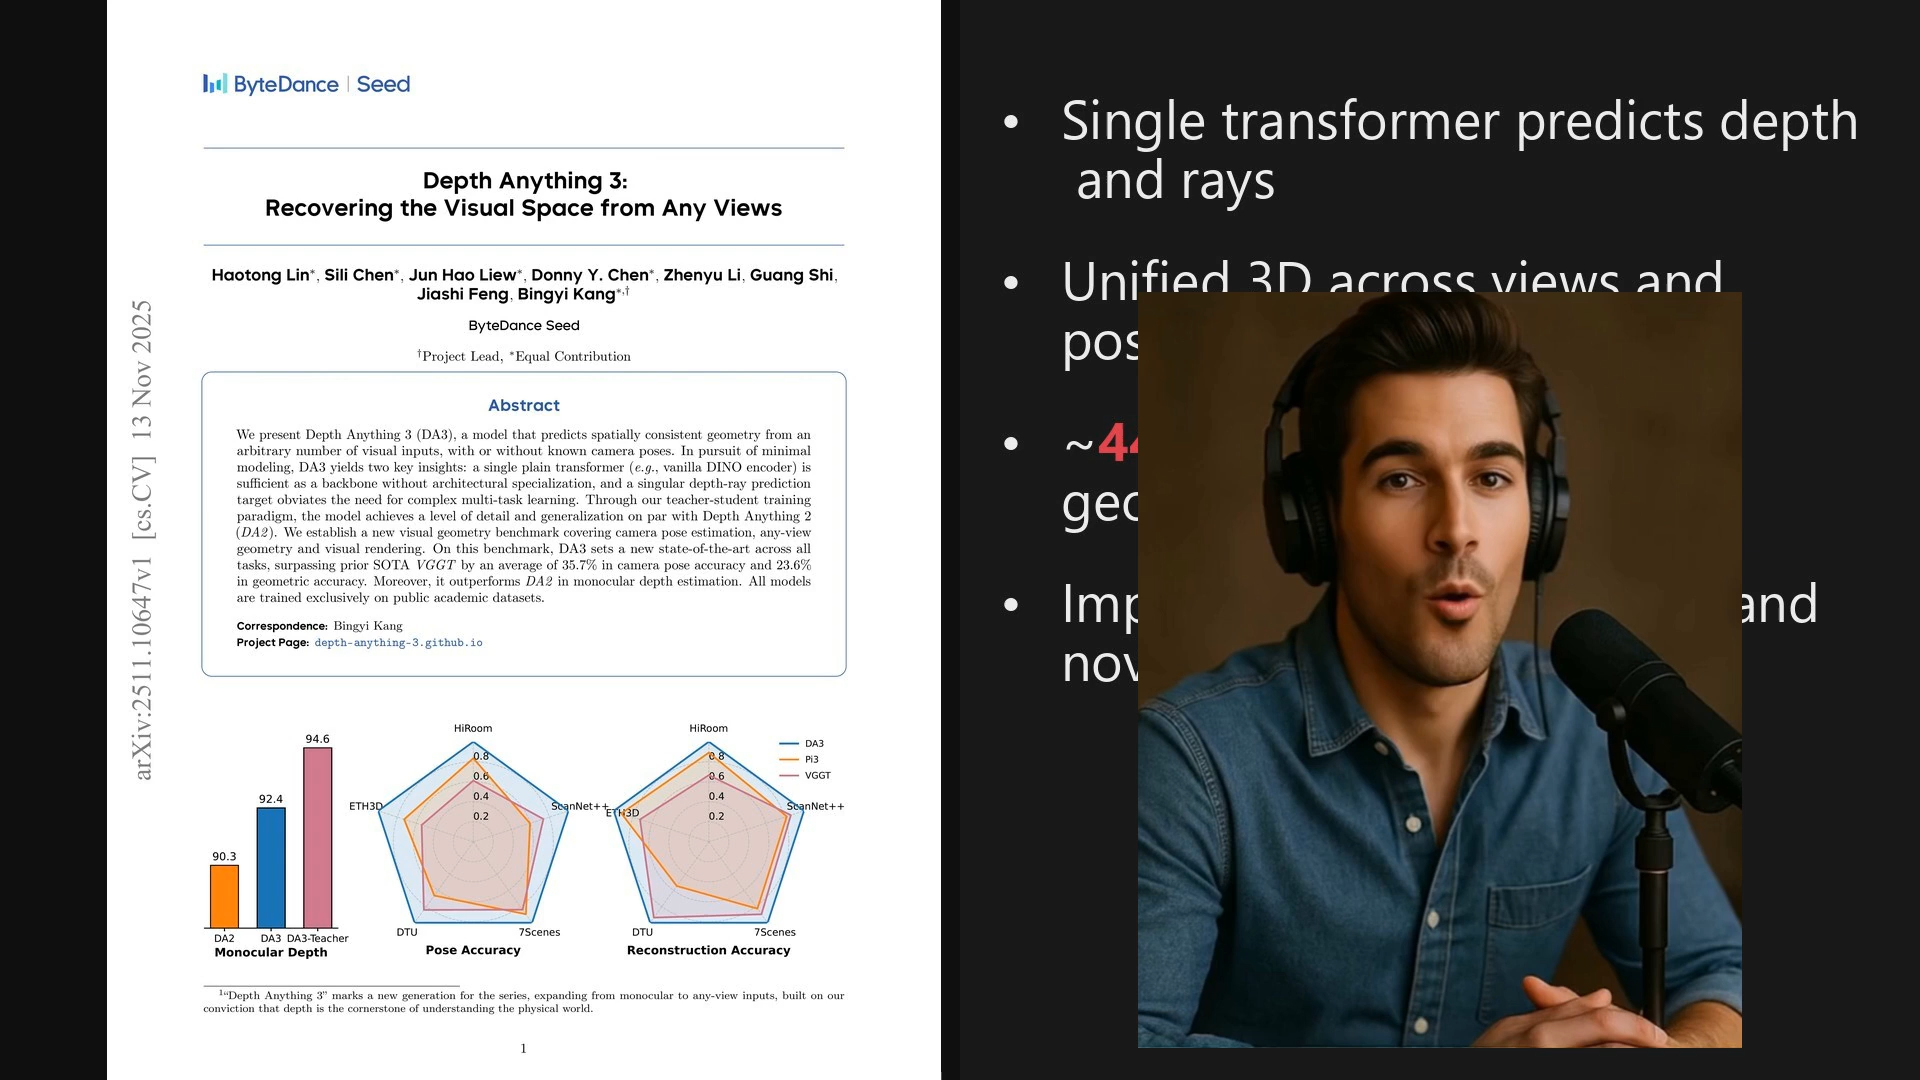 ByteDance | Seed
Depth Anything 3:
Recovering the Visual Space from Any Views
Haotong Lin*, Sili Chen*, Jun Hao Liew*, Donny Y. Chen*, Zhenyu Li, Guang Shi,
Jiashi Feng, Bingyi Kang*,†
ByteDance Seed
†Project Lead, *Equal Contribution
arXiv:2511.10647v1 [cs.CV] 13 Nov 2025
Abstract
We present Depth Anything 3 (DA3), a model that predicts spatially consistent geometry from an
arbitrary number of visual inputs, with or without known camera poses. In pursuit of minimal
modeling, DA3 yields two key insights: a single plain transformer (e.g., vanilla DINO encoder) is
sufficient as a backbone without architectural specialization, and a singular depth-ray prediction
target obviates the need for complex multi-task learning. Through our teacher-student training
paradigm, the model achieves a level of detail and generalization on par with Depth Anything 2
(DA2). We establish a new visual geometry benchmark covering camera pose estimation, any-view
geometry and visual rendering. On this benchmark, DA3 sets a new state-of-the-art across all
tasks, surpassing prior SOTA VGGT by an average of 35.7% in camera pose accuracy and 23.6%
in geometric accuracy. Moreover, it outperforms DA2 in monocular depth estimation. All models
are trained exclusively on public academic datasets.
Correspondence: Bingyi Kang
Project Page: depth-anything-3.github.io
94.6
92.4
90.3
DA2 DA3 DA3-Teacher
Monocular Depth
HiRoom
0.8
0.6
0.4
0.2
ETH3D
ScanNet++
DTU
7Scenes
Pose Accuracy
HiRoom
0.8
0.6
0.4
0.2
ETH3D
ScanNet++
DTU
7Scenes
Reconstruction Accuracy
DA3
Pi3
VGGT
1"Depth Anything 3" marks a new generation for the series, expanding from monocular to any-view inputs, built on our
conviction that depth is the cornerstone of understanding the physical world.
1
• Single transformer predicts depth
and rays
• Unified 3D across views and
•
•
and